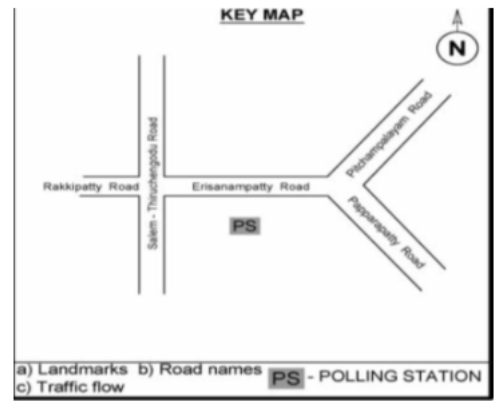 KEY MAP
N
Pitchampalayam Road
Salem - Thiruchengodu Road
Rakkipatty Road
Erisanampatty Road
Papparapatty Road
PS
a) Landmarks b) Road names
c) Traffic flow
PS - POLLING STATION